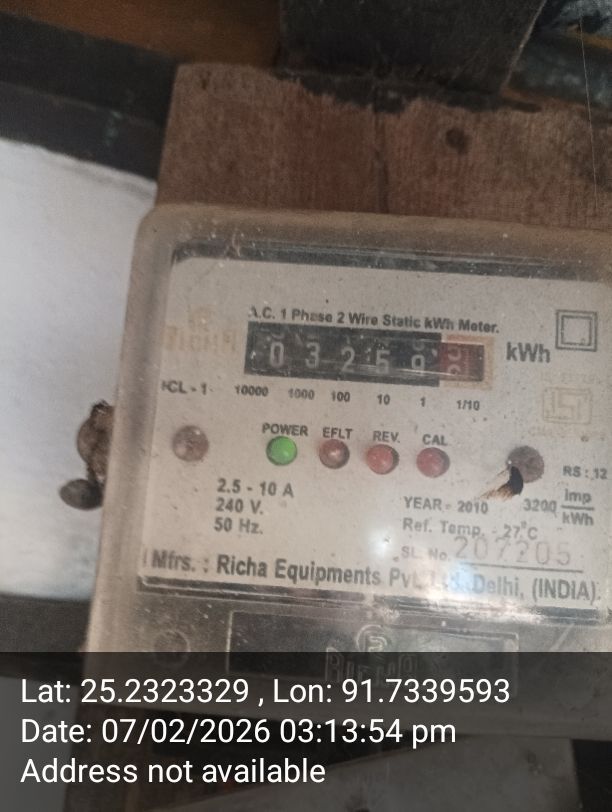 A.C. 1 Phase 2 Wire Static kWh Meter.
0 3 2 5 9
kWh
CL - 1 10000 1000 100 10 1 1/10
POWER EFLT REV. CAL
RS : 12
2.5 - 10 A
240 V.
50 Hz.
YEAR - 2010 3200 imp/kWh
Ref. Temp. - 27°C
SL. No. 207205
Mfrs. : Richa Equipments Pvt. Ltd. Delhi, (INDIA).
Lat: 25.2323329 , Lon: 91.7339593
Date: 07/02/2026 03:13:54 pm
Address not available